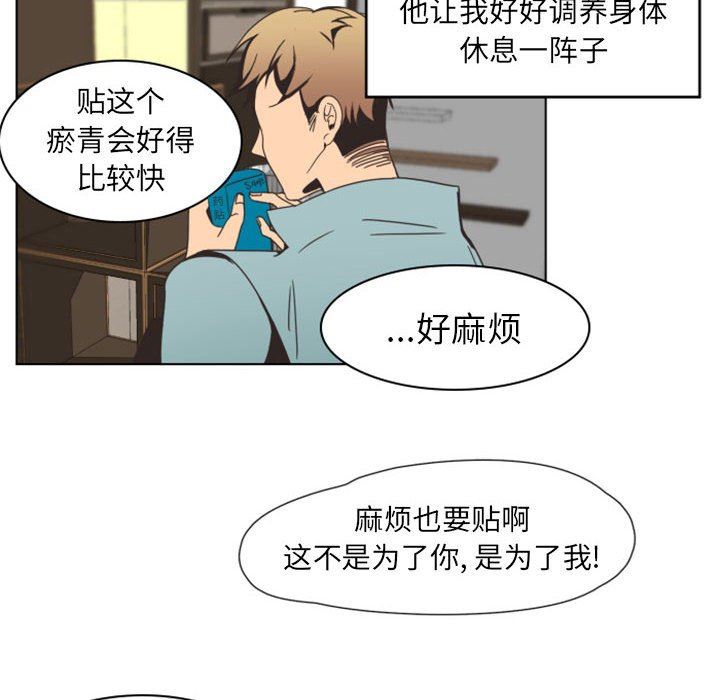 他让我好好调养身体
休息一阵子
贴这个
瘀青会好得
比较快
药
贴
...好麻烦
麻烦也要贴啊
这不是为了你, 是为了我!